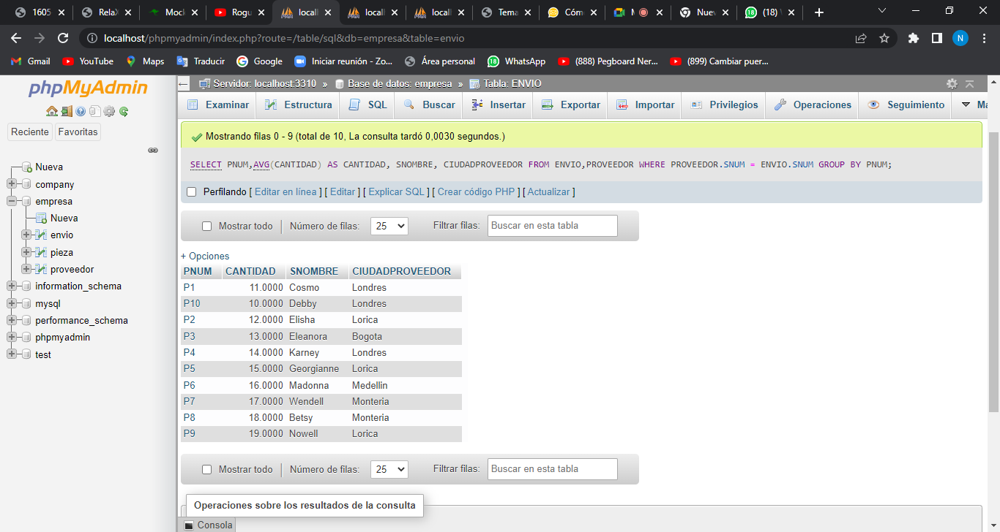 1605
RelaX
Mock
Rogu
locall
locall
locall
Tema
Cóm
M
Nuev
(18) W
localhost/phpmyadmin/index.php?route=/table/sql&db=empresa&table=envio
N
Gmail
YouTube
Maps
Traducir
Google
Iniciar reunión - Zo...
Área personal
WhatsApp
(888) Pegboard Ner...
(899) Cambiar puer...
phpMyAdmin
Reciente
Favoritas
Nueva
company
empresa
Nueva
envio
pieza
proveedor
information_schema
mysql
performance_schema
phpmyadmin
test
Servidor: localhost:3310 » Base de datos: empresa » Tabla: ENVIO
Examinar
Estructura
SQL
Buscar
Insertar
Exportar
Importar
Privilegios
Operaciones
Seguimiento
Má
Mostrando filas 0 - 9 (total de 10, La consulta tardó 0,0030 segundos.)
SELECT PNUM,AVG(CANTIDAD) AS CANTIDAD, SNOMBRE, CIUDADPROVEEDOR FROM ENVIO,PROVEEDOR WHERE PROVEEDOR.SNUM = ENVIO.SNUM GROUP BY PNUM;
Perfilando [ Editar en línea ] [ Editar ] [ Explicar SQL ] [ Crear código PHP ] [ Actualizar ]
Mostrar todo | Número de filas: 25 Filtrar filas: Buscar en esta tabla
+ Opciones
PNUM CANTIDAD SNOMBRE CIUDADPROVEEDOR
P1 11.0000 Cosmo Londres
P10 10.0000 Debby Londres
P2 12.0000 Elisha Lorica
P3 13.0000 Eleanora Bogota
P4 14.0000 Karney Londres
P5 15.0000 Georgianne Lorica
P6 16.0000 Madonna Medellin
P7 17.0000 Wendell Monteria
P8 18.0000 Betsy Monteria
P9 19.0000 Nowell Lorica
Mostrar todo | Número de filas: 25 Filtrar filas: Buscar en esta tabla
Operaciones sobre los resultados de la consulta
Consola